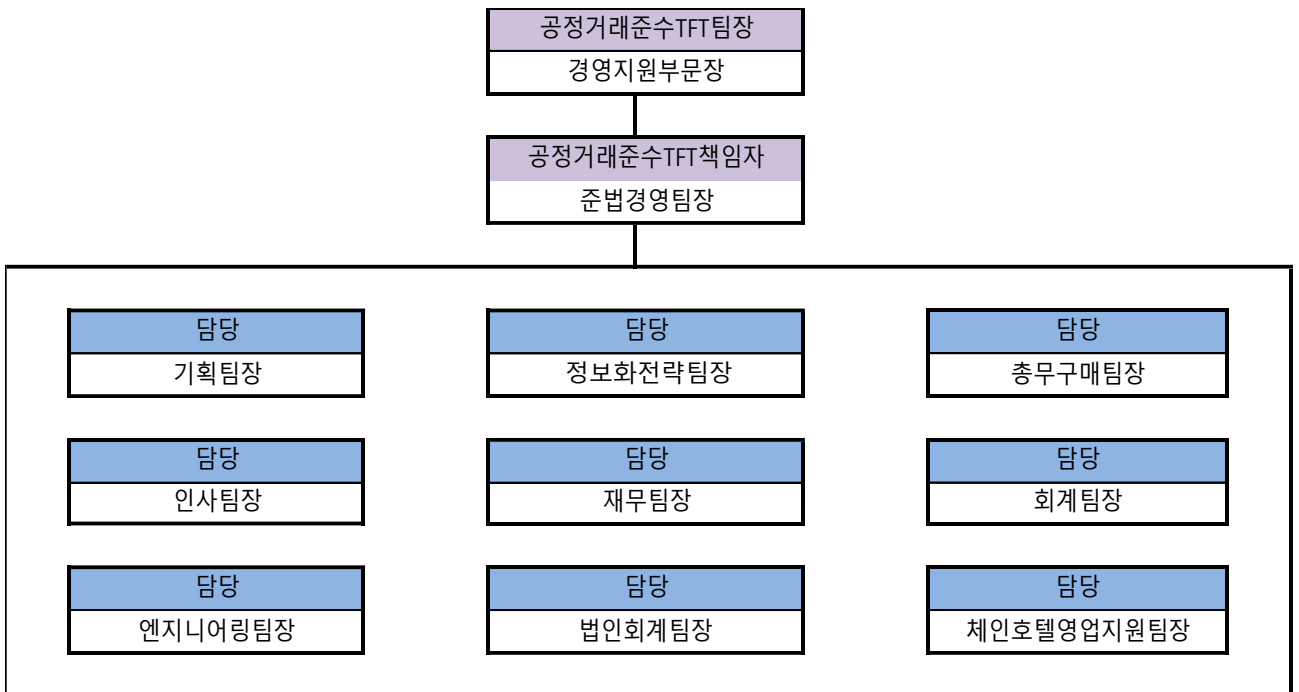 공정거래준수TFT팀장
경영지원부문장
공정거래준수TFT책임자
준법경영팀장
담당
기획팀장
담당
정보화전략팀장
담당
총무구매팀장
담당
인사팀장
담당
재무팀장
담당
회계팀장
담당
엔지니어링팀장
담당
법인회계팀장
담당
체인호텔영업지원팀장